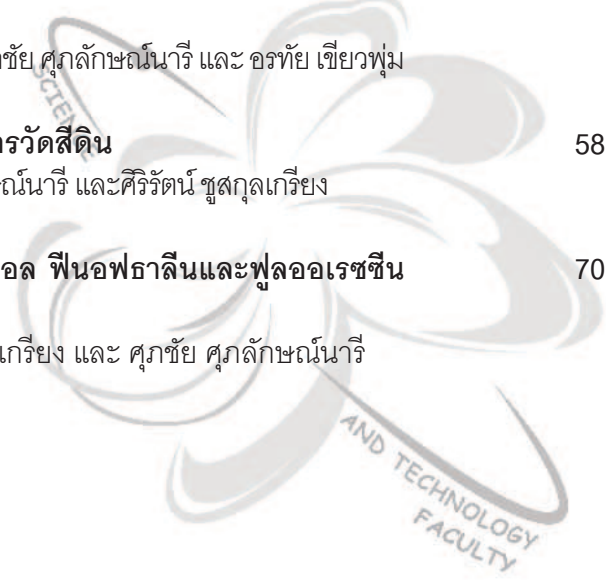 ชัย ศุภลักษณ์นารี และ อรทัย เขียวพุ่ม
SCIENCE
ารวัดสีดิน 58
ษณ์นารี และศิริรัตน์ ชูสกุลเกรียง
อล ฟีนอฟธาลีนและฟูลออเรซซีน 70
เกรียง และ ศุภชัย ศุภลักษณ์นารี
AND TECHNOLOGY
FACULTY